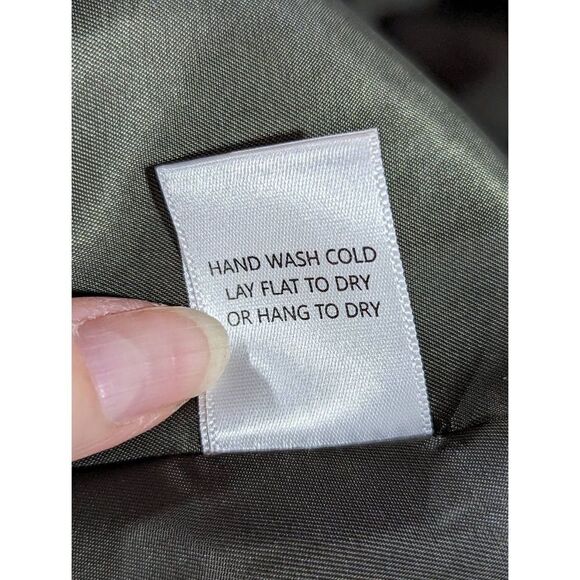 HAND WASH COLD
LAY FLAT TO DRY
OR HANG TO DRY